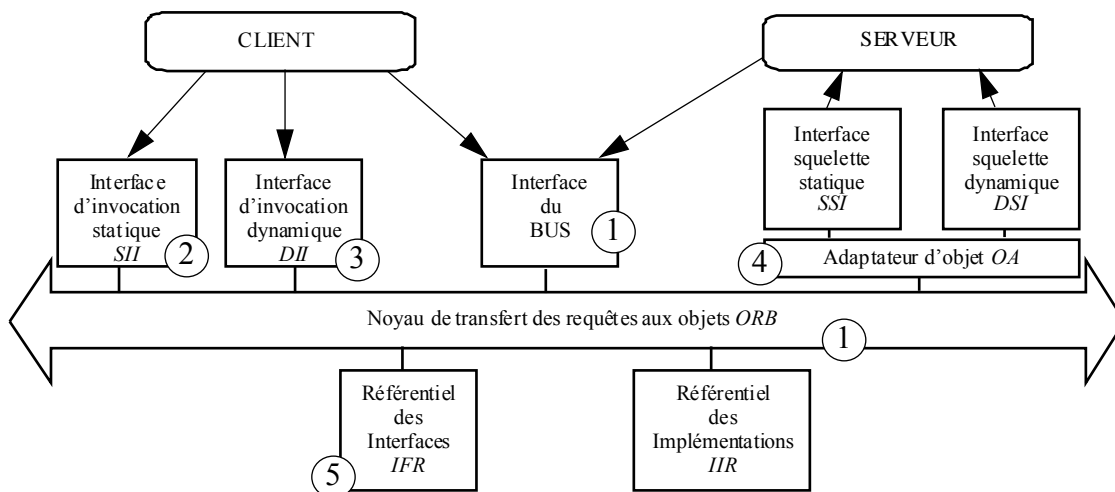 CLIENT
SERVEUR
Interface
d'invocation
statique
SII
2
Interface
d'invocation
dynamique
DII
3
Interface
du
BUS
1
Interface
squelette
statique
SSI
Interface
squelette
dynamique
DSI
4
Adaptateur d'objet OA
Noyau de transfert des requêtes aux objets ORB
1
Référentiel
des
Interfaces
IFR
5
Référentiel
des
Implémentations
IIR